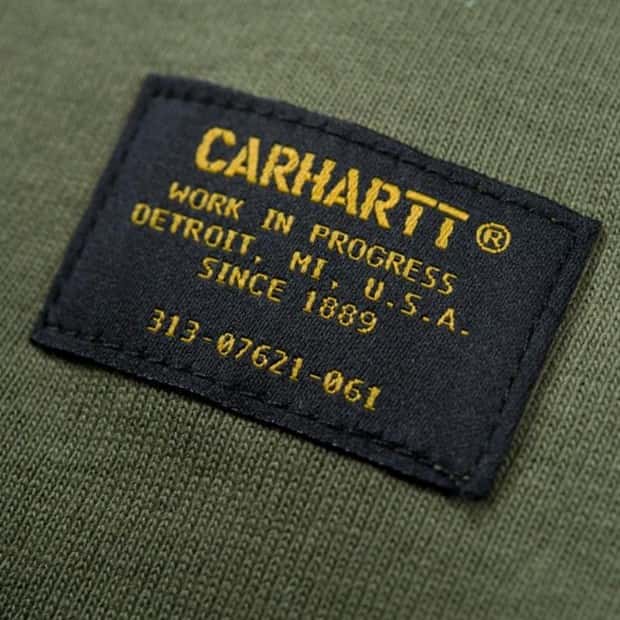 CARHARTT®
WORK IN PROGRESS
DETROIT, MI, U.S.A.
SINCE 1889
313-07621-061